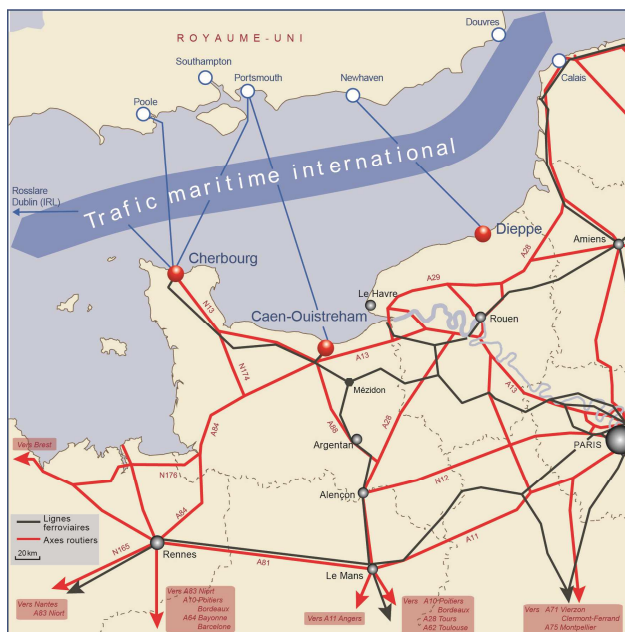 Douvres
ROYAUME-UNI
Southampton
Portsmouth
Newhaven
Calais
Poole
Trafic maritime international
Rosslare
Dublin (IRL)
Dieppe
Cherbourg
Amiens
A28
A29
Le Havre
N13
Caen-Ouistreham
Rouen
A13
N174
Mézidon
A13
A84
A88
A28
Argentan
PARIS
Vers Brest
N176
Alençon
N12
A84
Lignes
ferroviaires
Axes routiers
20 km
N165
Rennes
A81
A11
Le Mans
Vers Nantes
A83 Niort
Vers A83 Niort
A10-Poitiers
Bordeaux
A64 Bayonne
Barcelone
Vers A11 Angers
Vers A10-Poitiers
Bordeaux
A28 Tours
A62 Toulouse
Vers A71 Vierzon
Clermont-Ferrand
A75 Montpellier